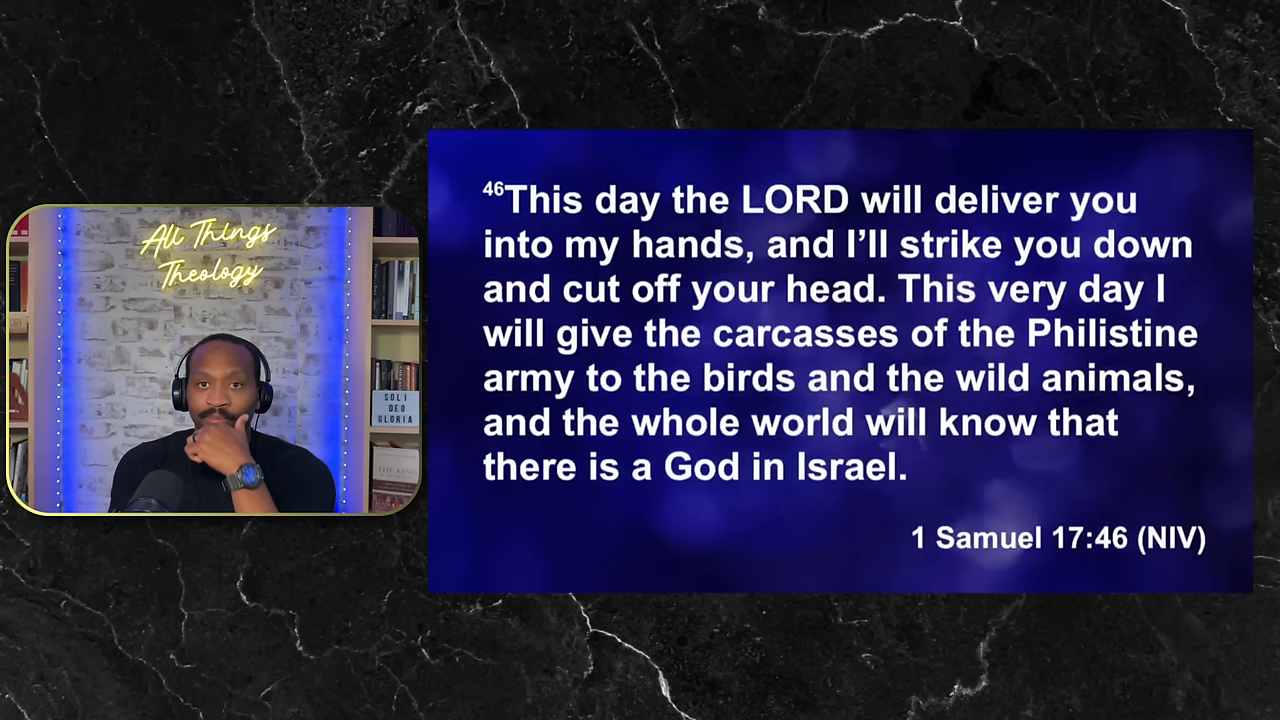 All Things
Theology
SOLI
DEO
GLORIA
THE KING
46This day the LORD will deliver you
into my hands, and I’ll strike you down
and cut off your head. This very day I
will give the carcasses of the Philistine
army to the birds and the wild animals,
and the whole world will know that
there is a God in Israel.
1 Samuel 17:46 (NIV)